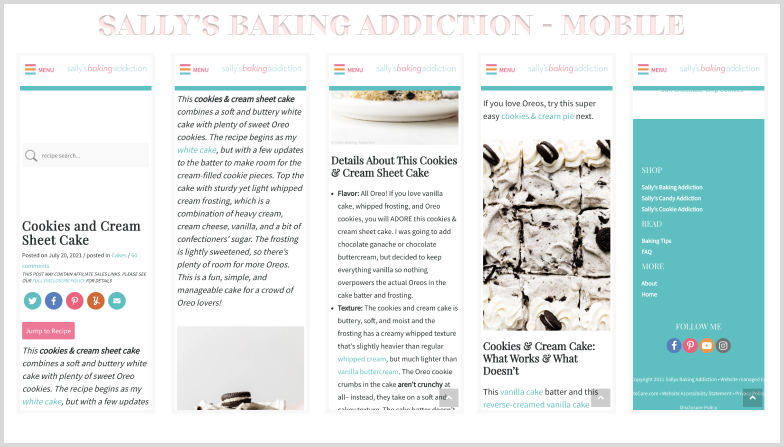 SALLY'S BAKING ADDICTION - MOBILE
MENU
sally's bakingaddiction
recipe search...
Cookies and Cream
Sheet Cake
Posted on July 20, 2021 / posted in Cakes / 60
comments
THIS POST MAY CONTAIN AFFILIATE SALES LINKS. PLEASE SEE
OUR FULL DISCLOSURE POLICY FOR DETAILS
Jump to Recipe
This cookies & cream sheet cake
combines a soft and buttery white
cake with plenty of sweet Oreo
cookies. The recipe begins as my
white cake, but with a few updates
MENU
sally's bakingaddiction
This cookies & cream sheet cake
combines a soft and buttery white
cake with plenty of sweet Oreo
cookies. The recipe begins as my
white cake, but with a few updates
to the batter to make room for the
cream-filled cookie pieces. Top the
cake with sturdy yet light whipped
cream frosting, which is a
combination of heavy cream,
cream cheese, vanilla, and a bit of
confectioners' sugar. The frosting
is lightly sweetened, so there's
plenty of room for more Oreos.
This is a fun, simple, and
manageable cake for a crowd of
Oreo lovers!
MENU
sally's bakingaddiction
Details About This Cookies
& Cream Sheet Cake
• Flavor: All Oreo! If you love vanilla
cake, whipped frosting, and Oreo
cookies, you will ADORE this cookies &
cream sheet cake. I was going to add
chocolate ganache or chocolate
buttercream, but decided to keep
everything vanilla so nothing
overpowers the actual Oreos in the
cake batter and frosting.
• Texture: The cookies and cream cake is
buttery, soft, and moist and the
frosting has a creamy whipped texture
that's slightly heavier than regular
whipped cream, but much lighter than
vanilla buttercream. The Oreo cookie
crumbs in the cake aren't crunchy at
all– instead, they take on a soft and
cakey texture. The cake batter doesn't
MENU
sally's bakingaddiction
If you love Oreos, try this super
easy cookies & cream pie next.
Cookies & Cream Cake:
What Works & What
Doesn't
This vanilla cake batter and this
reverse-creamed vanilla cake
MENU
sally's bakingaddiction
SHOP
Sally's Baking Addiction
Sally's Candy Addiction
Sally's Cookie Addiction
READ
Baking Tips
FAQ
MORE
About
Home
FOLLOW ME
Copyright 2021 Sallys Baking Addiction • Website managed
Care.com • Website Accessibility Statement • Privacy
Disclosure Policy